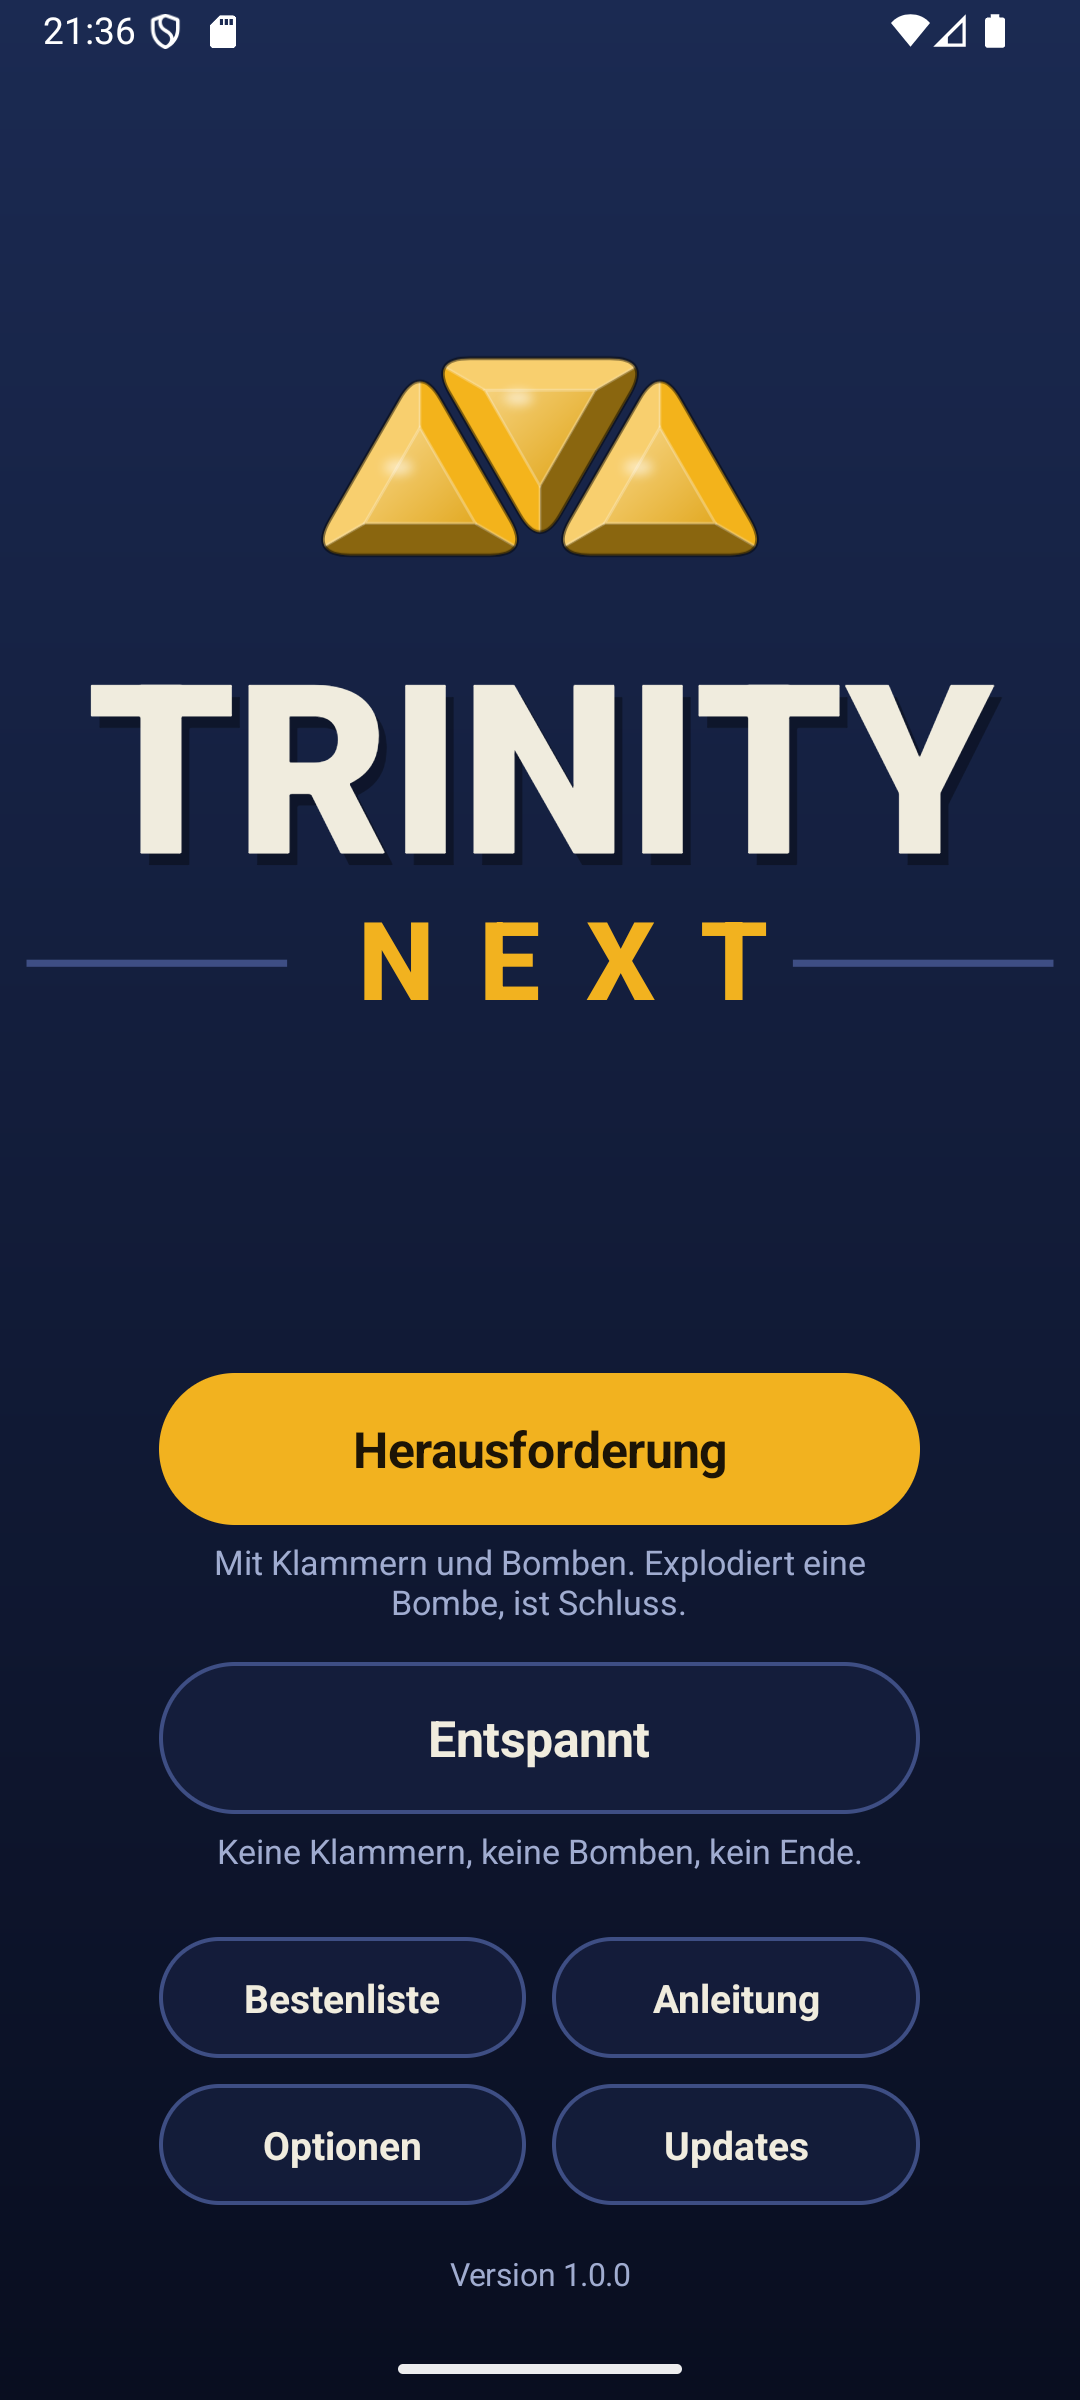 21:36
TRINITY
NEXT
Herausforderung
Mit Klammern und Bomben. Explodiert eine
Bombe, ist Schluss.
Entspannt
Keine Klammern, keine Bomben, kein Ende.
Bestenliste
Anleitung
Optionen
Updates
Version 1.0.0